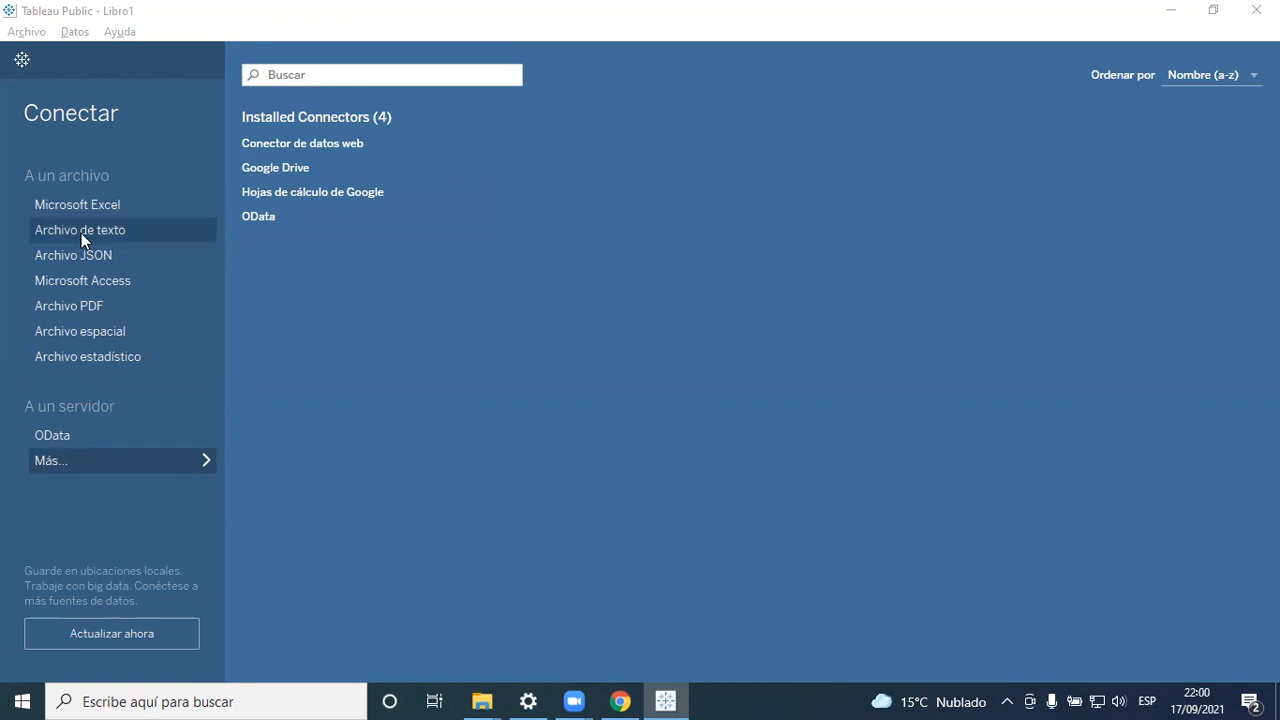 Tableau Public - Libro1
Archivo Datos Ayuda
Conectar
A un archivo
Microsoft Excel
Archivo de texto
Archivo JSON
Microsoft Access
Archivo PDF
Archivo espacial
Archivo estadístico
A un servidor
OData
Más...
Guarde en ubicaciones locales.
Trabaje con big data. Conéctese a
más fuentes de datos.
Actualizar ahora
Buscar
Ordenar por Nombre (a-z)
Installed Connectors (4)
Conector de datos web
Google Drive
Hojas de cálculo de Google
OData
Escribe aquí para buscar
15°C Nublado
ESP
22:00
17/09/2021
2